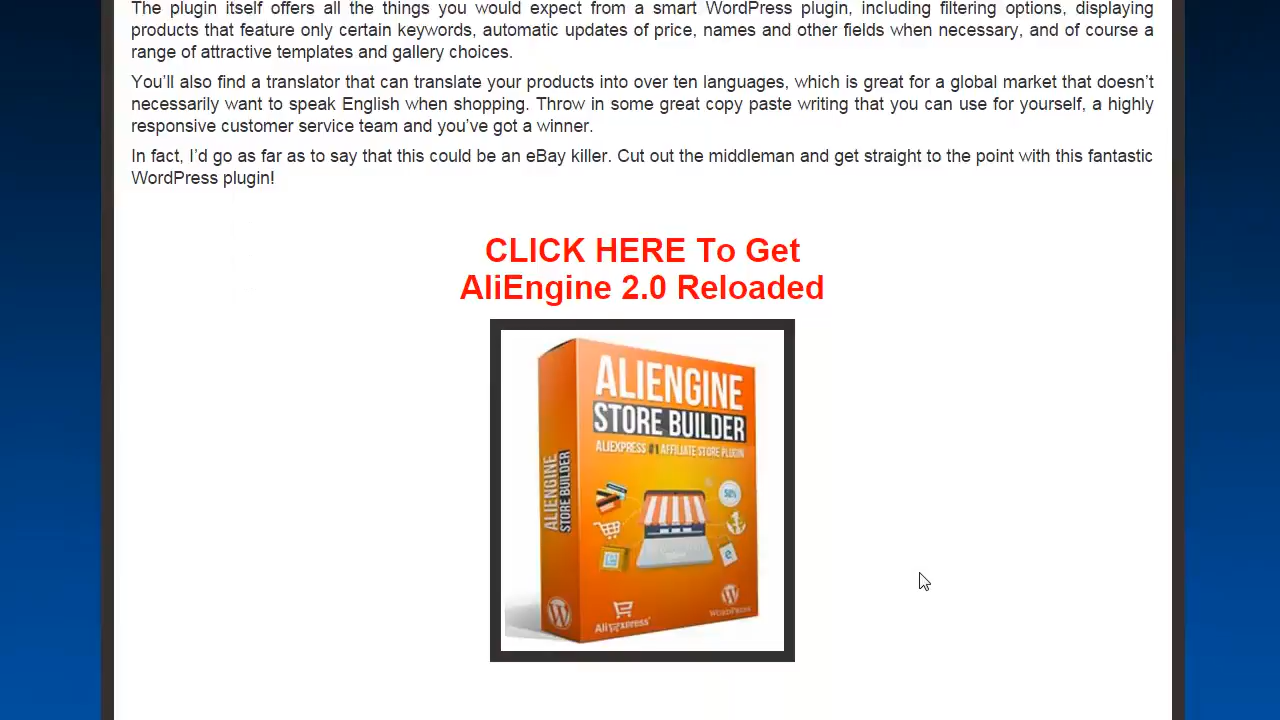 The plugin itself offers all the things you would expect from a smart WordPress plugin, including filtering options, displaying
products that feature only certain keywords, automatic updates of price, names and other fields when necessary, and of course a
range of attractive templates and gallery choices.
You'll also find a translator that can translate your products into over ten languages, which is great for a global market that doesn't
necessarily want to speak English when shopping. Throw in some great copy paste writing that you can use for yourself, a highly
responsive customer service team and you've got a winner.
In fact, I'd go as far as to say that this could be an eBay killer. Cut out the middleman and get straight to the point with this fantastic
WordPress plugin!
CLICK HERE To Get
AliEngine 2.0 Reloaded
ALIENGINE
STORE BUILDER
ALIEXPRESS #1 AFFILIATE STORE PLUGIN
ALIENGINE
STORE BUILDER
50%
AliExpress
WORDPRESS